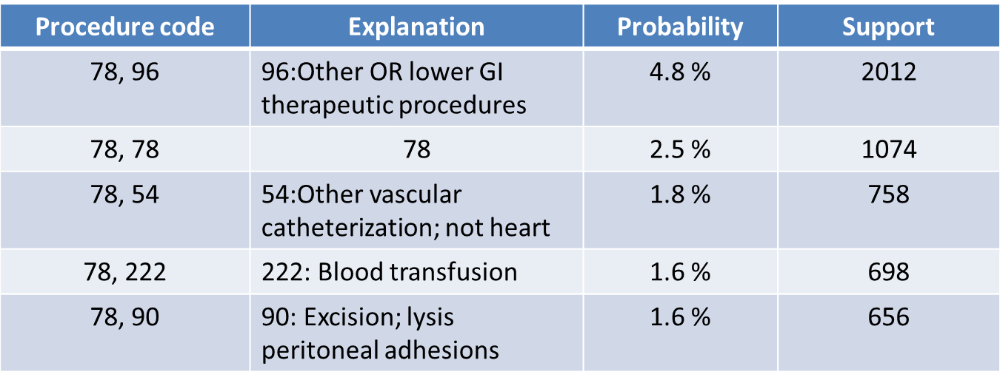 Procedure code Explanation Probability Support
78, 96 96:Other OR lower GI 4.8 % 2012
therapeutic procedures
78, 78 78 2.5 % 1074
78, 54 54:Other vascular 1.8 % 758
catheterization; not heart
78, 222 222: Blood transfusion 1.6 % 698
78, 90 90: Excision; lysis 1.6 % 656
peritoneal adhesions